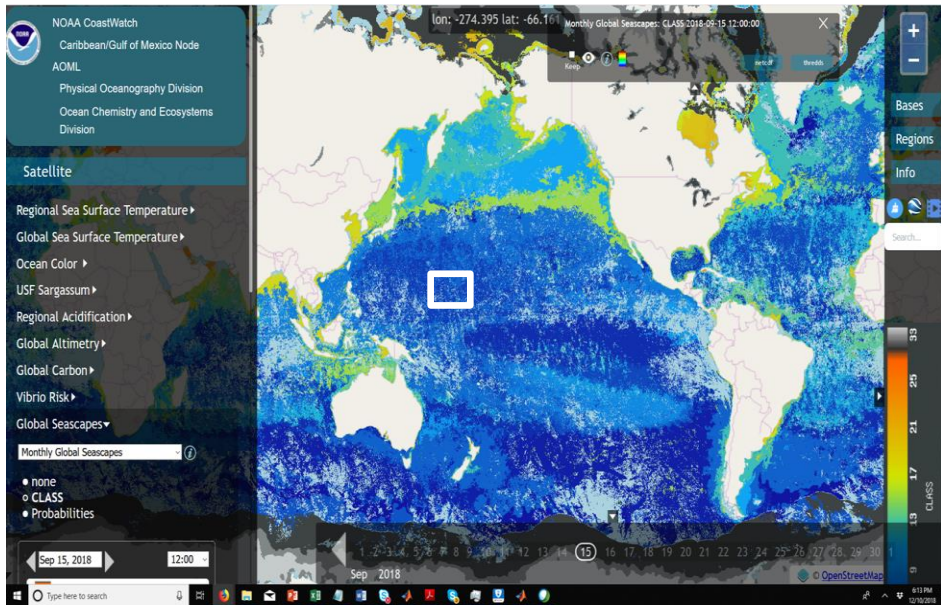 NOAA CoastWatch
Caribbean/Gulf of Mexico Node
AOML
Physical Oceanography Division
Ocean Chemistry and Ecosystems
Division
Satellite
Regional Sea Surface Temperature
Global Sea Surface Temperature
Ocean Color
USF Sargassum
Regional Acidification
Global Altimetry
Global Carbon
Vibrio Risk
Global Seascapes
Monthly Global Seascapes
none
CLASS
Probabilities
Sep 15, 2018 12:00
Type here to search
lon: -274.395 lat: -66.161
Monthly Global Seascapes: CLASS 2018-09-15 12:00:00 X
Keep
netcdf thredds
+
−
Bases
Regions
Info
Search...
33
25
21
17
13
9
CLASS
1 2 3 4 5 6 7 8 9 10 11 12 13 14 15 16 17 18 19 20 21 22 23 24 25 26 27 28 29 30 1
Sep 2018
© OpenStreetMap
6:13 PM
12/10/2018